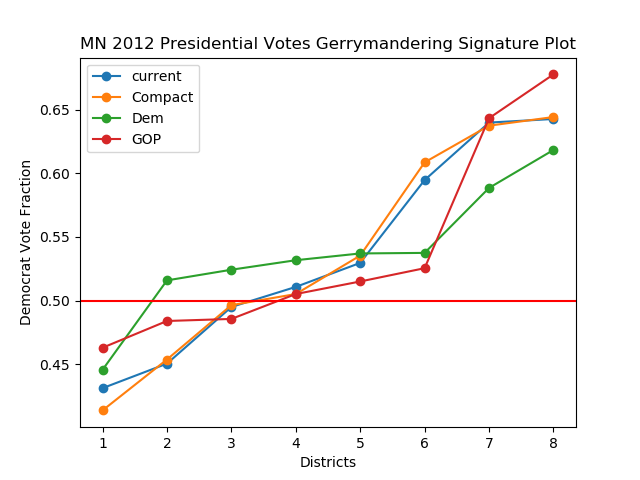 MN 2012 Presidential Votes Gerrymandering Signature Plot
current
Compact
Dem
GOP
Democrat Vote Fraction
0.65
0.60
0.55
0.50
0.45
1 2 3 4 5 6 7 8
Districts